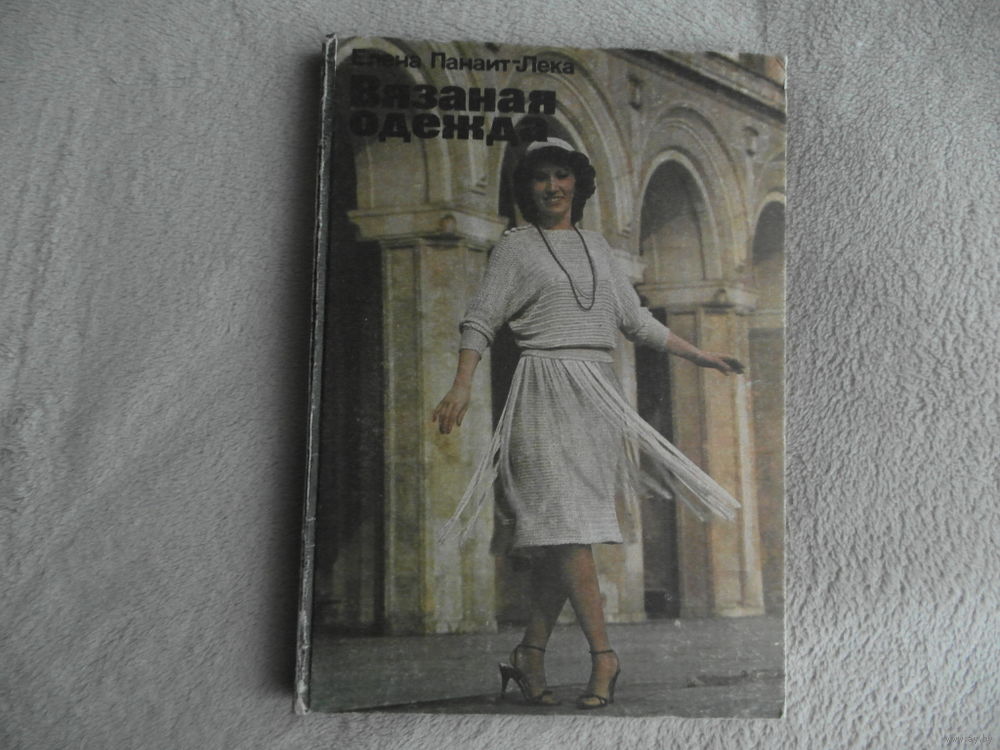 Елена Панаит-Лека
Вязаная
одежда